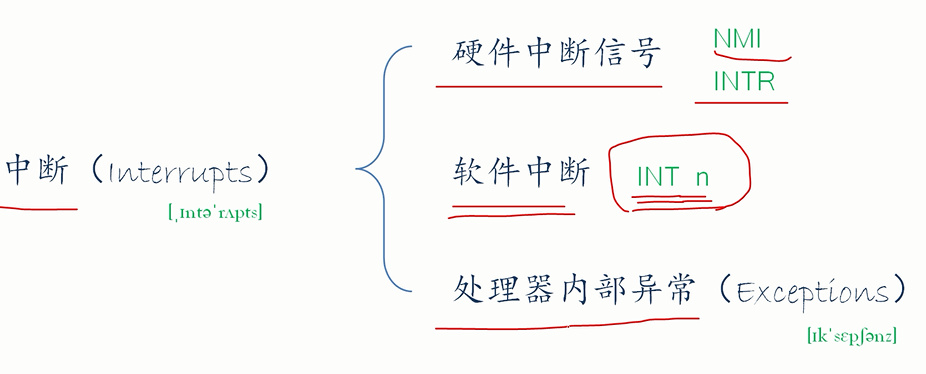 硬件中断信号 NMI
INTR
中断（Interrupts）
[ˌɪntəˈrʌpts]
软件中断 INT n
处理器内部异常（Exceptions）
[ɪkˈsɛpʃənz]